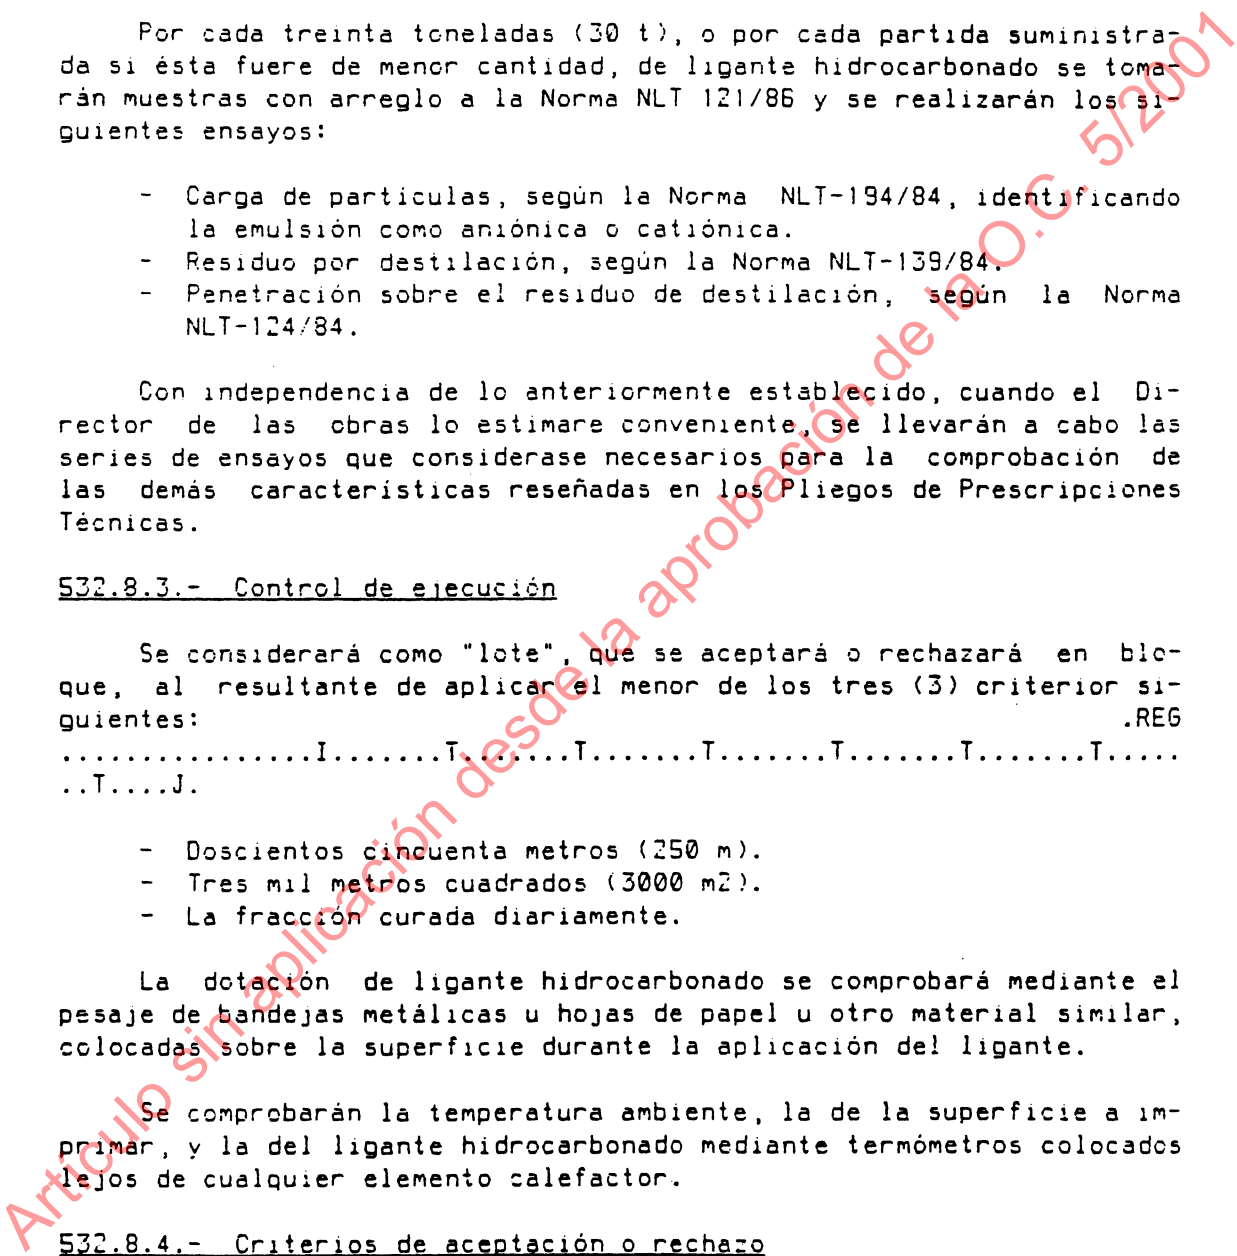 Por cada treinta toneladas (30 t), o por cada partida suministra-
da si ésta fuere de menor cantidad, de ligante hidrocarbonado se toma-
rán muestras con arreglo a la Norma NLT 121/86 y se realizarán los si-
guientes ensayos:
- Carga de partículas, según la Norma NLT-194/84, identificando
la emulsión como aniónica o catiónica.
- Residuo por destilación, según la Norma NLT-139/84.
- Penetración sobre el residuo de destilación, según la Norma
NLT-124/84.
Con independencia de lo anteriormente establecido, cuando el Di-
rector de las obras lo estimare conveniente, se llevarán a cabo las
series de ensayos que considerase necesarios para la comprobación de
las demás características reseñadas en los Pliegos de Prescripciones
Técnicas.
532.8.3.- Control de ejecución
Se considerará como "lote", que se aceptará o rechazará en blo-
que, al resultante de aplicar el menor de los tres (3) criterior si-
guientes: .REG
................I.......T.......T.......T.......T.......T.......T.....
..T....J.
- Doscientos cincuenta metros (250 m).
- Tres mil metros cuadrados (3000 m2).
- La fracción curada diariamente.
La dotación de ligante hidrocarbonado se comprobará mediante el
pesaje de bandejas metálicas u hojas de papel u otro material similar,
colocadas sobre la superficie durante la aplicación del ligante.
Se comprobarán la temperatura ambiente, la de la superficie a im-
primar, y la del ligante hidrocarbonado mediante termómetros colocados
lejos de cualquier elemento calefactor.
532.8.4.- Criterios de aceptación o rechazo
Artículo sin aplicación desde la aprobación de la O.C. 5/2001